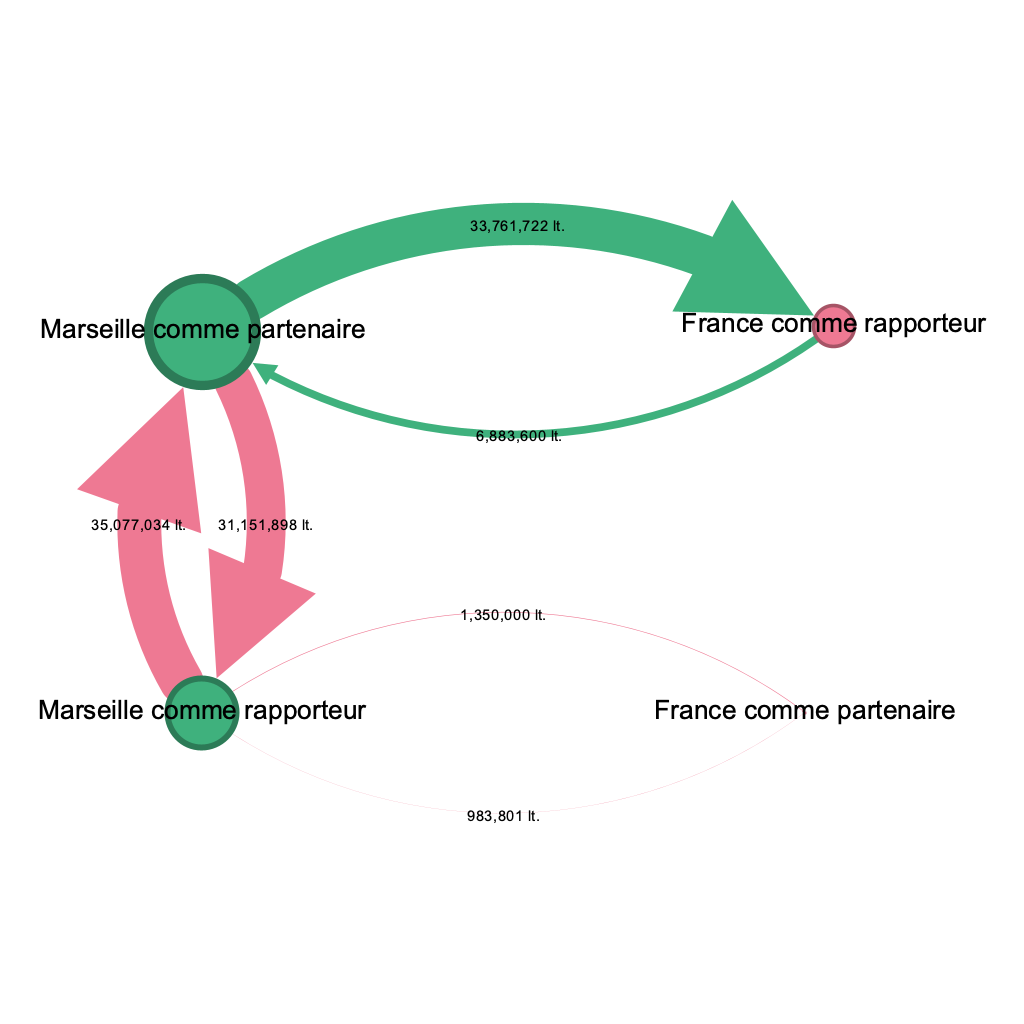 33,761,722 lt.
Marseille comme partenaire
France comme rapporteur
6,883,600 lt.
35,077,034 lt.
31,151,898 lt.
1,350,000 lt.
Marseille comme rapporteur
France comme partenaire
983,801 lt.